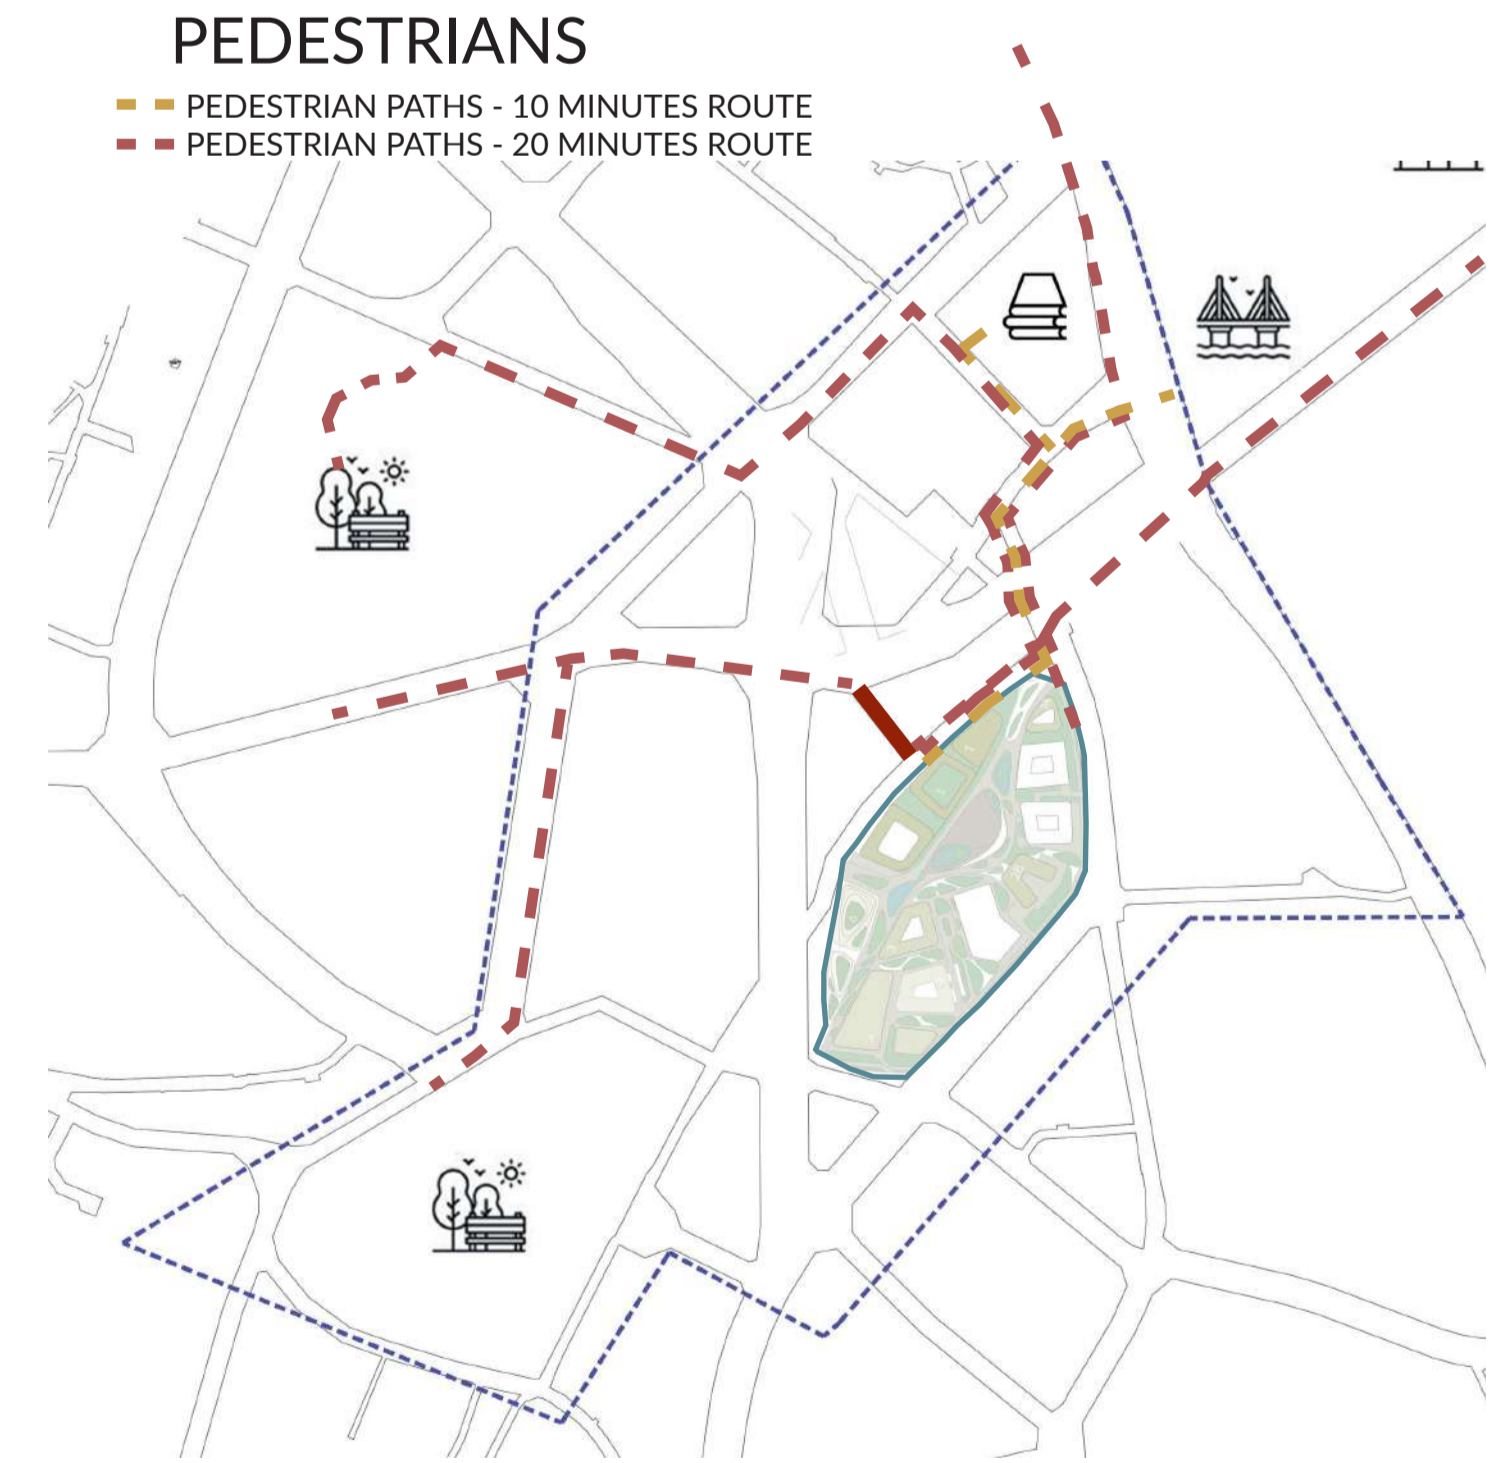 PEDESTRIANS
PEDESTRIAN PATHS - 10 MINUTES ROUTE
PEDESTRIAN PATHS - 20 MINUTES ROUTE